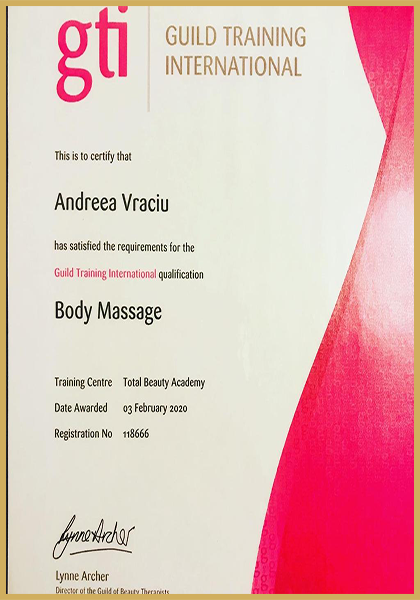 gti
GUILD TRAINING
INTERNATIONAL
This is to certify that
Andreea Vraciu
has satisfied the requirements for the
Guild Training International qualification
Body Massage
Training Centre Total Beauty Academy
Date Awarded 03 February 2020
Registration No 118666
Lynne Archer
Lynne Archer
Director of the Guild of Beauty Therapists